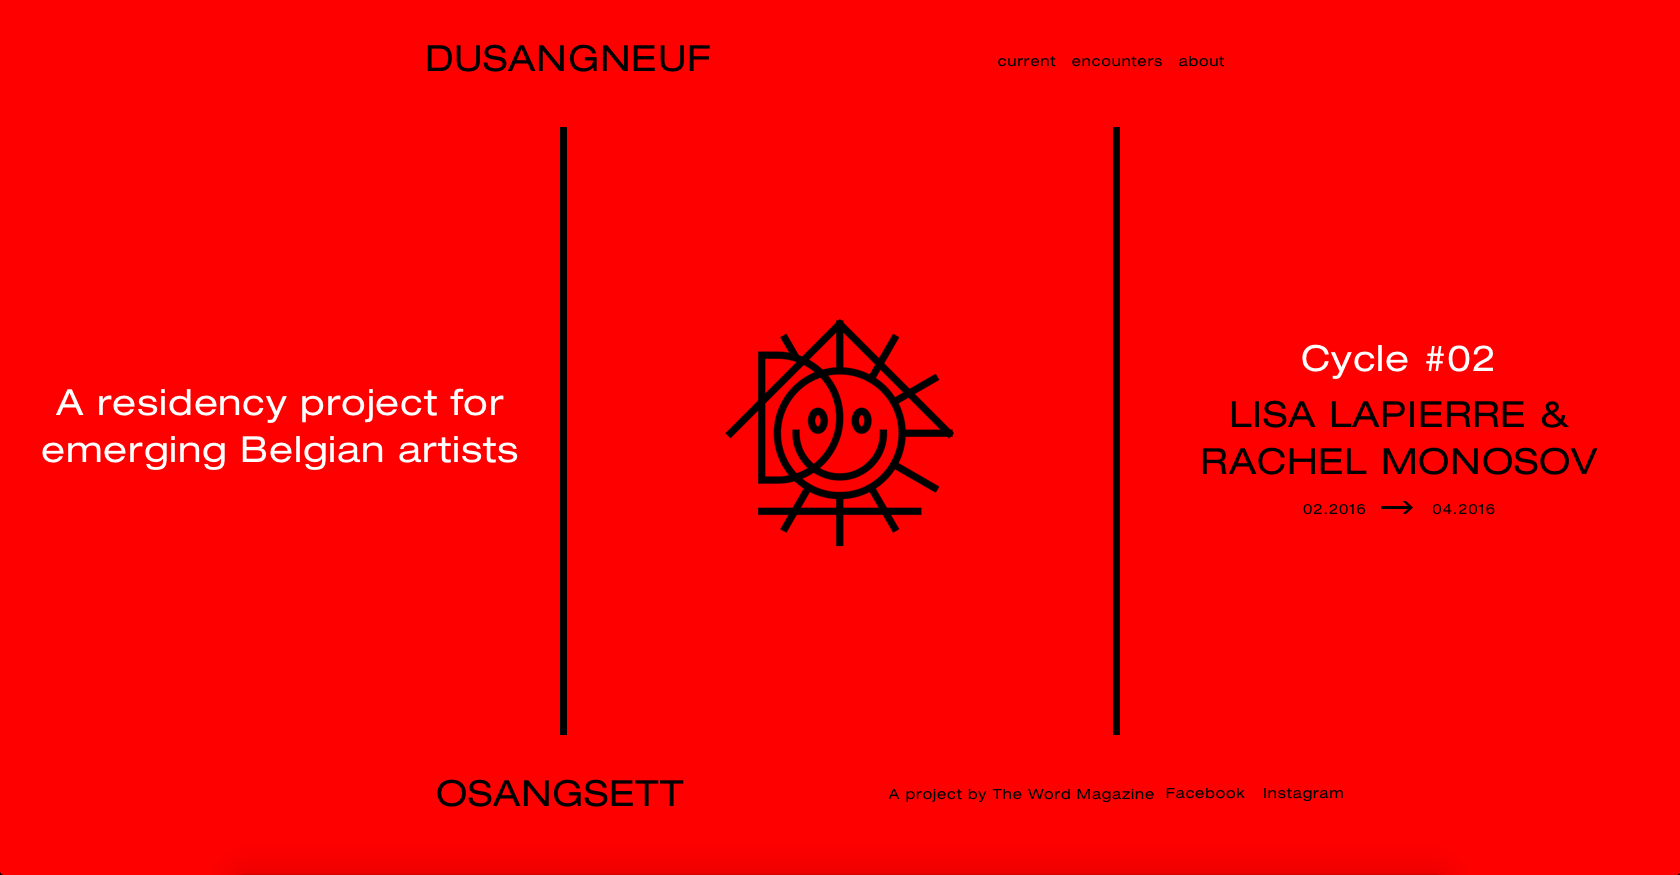 DUSANGNEUF
current encounters about
A residency project for
emerging Belgian artists
Cycle #02
LISA LAPIERRE &
RACHEL MONOSOV
02.2016 → 04.2016
OSANGSETT
A project by The Word Magazine Facebook Instagram